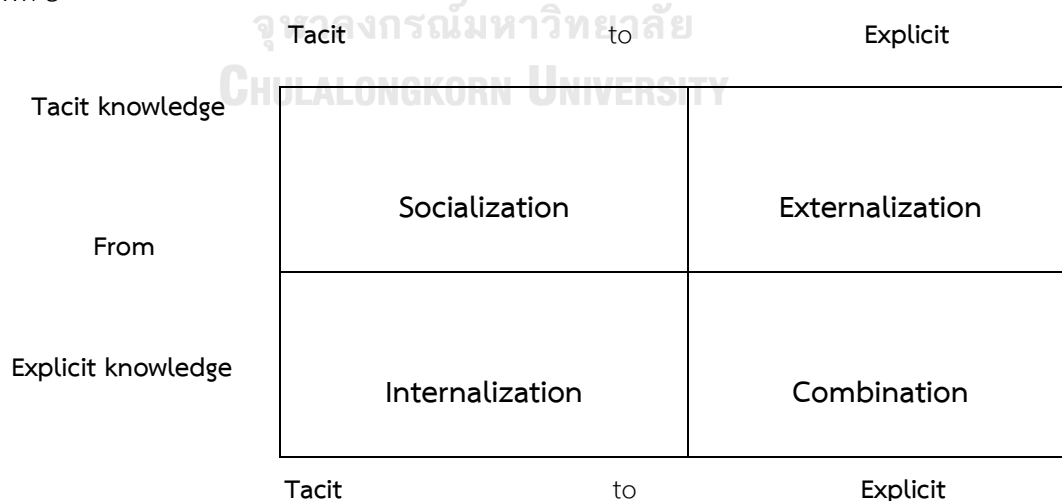 จุฬาลงกรณ์มหาวิทยาลัย
Tacit to Explicit
CHULALONGKORN UNIVERSITY
Tacit knowledge
Socialization Externalization
From
Explicit knowledge
Internalization Combination
Tacit to Explicit